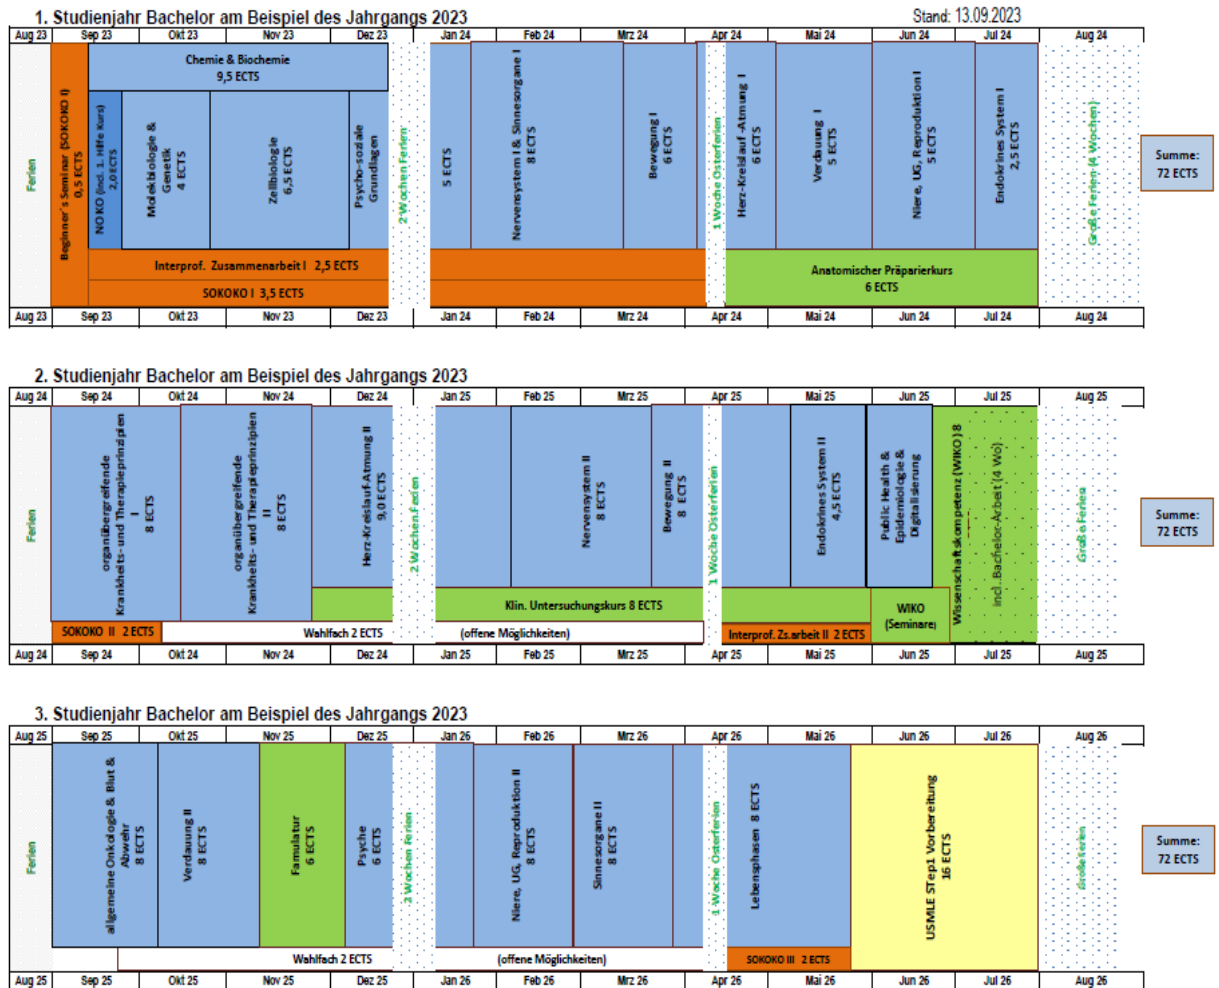 1. Studienjahr Bachelor am Beispiel des Jahrgangs 2023
Stand: 13.09.2023
Aug 23 Sep 23 Okt 23 Nov 23 Dez 23 Jan 24 Feb 24 Mrz 24 Apr 24 Mai 24 Jun 24 Jul 24 Aug 24
Ferien
Beginner's Seminar (SOKOKO I)
0,5 ECTS
Chemie & Biochemie
9,5 ECTS
NOKO (incl. 1. Hilfe Kurs)
2,0 ECTS
Molekbiologie &
Genetik
4 ECTS
Zellbiologie
6,5 ECTS
Psycho-soziale
Grundlagen
2 Wochen Ferien
5 ECTS
Nervensystem I & Sinnesorgane I
8 ECTS
Bewegung I
6 ECTS
1 Woche Osterferien
Herz-Kreislauf-Atmung I
6 ECTS
Verdauung I
5 ECTS
Niere, UG, Reproduktion I
5 ECTS
Endokrines System I
2,5 ECTS
Große Ferien (4 Wochen)
Summe:
72 ECTS
Interprof. Zusammenarbeit I 2,5 ECTS
SOKOKO I 3,5 ECTS
Anatomischer Präparierkurs
6 ECTS
Aug 23 Sep 23 Okt 23 Nov 23 Dez 23 Jan 24 Feb 24 Mrz 24 Apr 24 Mai 24 Jun 24 Jul 24 Aug 24
2. Studienjahr Bachelor am Beispiel des Jahrgangs 2023
Aug 24 Sep 24 Okt 24 Nov 24 Dez 24 Jan 25 Feb 25 Mrz 25 Apr 25 Mai 25 Jun 25 Jul 25 Aug 25
Ferien
organübergreifende
Krankheits- und Therapieprinzipien
I
8 ECTS
organübergreifende
Krankheits- und Therapieprinzipien
II
8 ECTS
Herz-Kreislauf-Atmung II
9,0 ECTS
2 Wochen Ferien
Nervensystem II
8 ECTS
Bewegung II
8 ECTS
1 Woche Osterferien
Endokrines System II
4,5 ECTS
Public Health &
Epidemiologie &
Digitalisierung
Wissenschaftskompetenz (WIKO) 8
incl. Bachelor-Arbeit (4 Wo)
Große Ferien
Summe:
72 ECTS
Klin. Untersuchungskurs 8 ECTS
WIKO
(Seminare)
SOKOKO II 2 ECTS
Wahlfach 2 ECTS (offene Möglichkeiten)
Interprof. Zs.arbeit II 2 ECTS
Aug 24 Sep 24 Okt 24 Nov 24 Dez 24 Jan 25 Feb 25 Mrz 25 Apr 25 Mai 25 Jun 25 Jul 25 Aug 25
3. Studienjahr Bachelor am Beispiel des Jahrgangs 2023
Aug 25 Sep 25 Okt 25 Nov 25 Dez 25 Jan 26 Feb 26 Mrz 26 Apr 26 Mai 26 Jun 26 Jul 26 Aug 26
Ferien
allgemeine Onkologie & Blut &
Abwehr
8 ECTS
Verdauung II
8 ECTS
Famulatur
6 ECTS
Psyche
6 ECTS
2 Wochen Ferien
Niere, UG, Reproduktion II
8 ECTS
Sinnesorgane II
8 ECTS
1 Woche Osterferien
Lebensphasen 8 ECTS
USMLE STep1 Vorbereitung
16 ECTS
Große Ferien
Summe:
72 ECTS
Wahlfach 2 ECTS (offene Möglichkeiten)
SOKOKO III 2 ECTS
Aug 25 Sep 25 Okt 25 Nov 25 Dez 25 Jan 26 Feb 26 Mrz 26 Apr 26 Mai 26 Jun 26 Jul 26 Aug 26